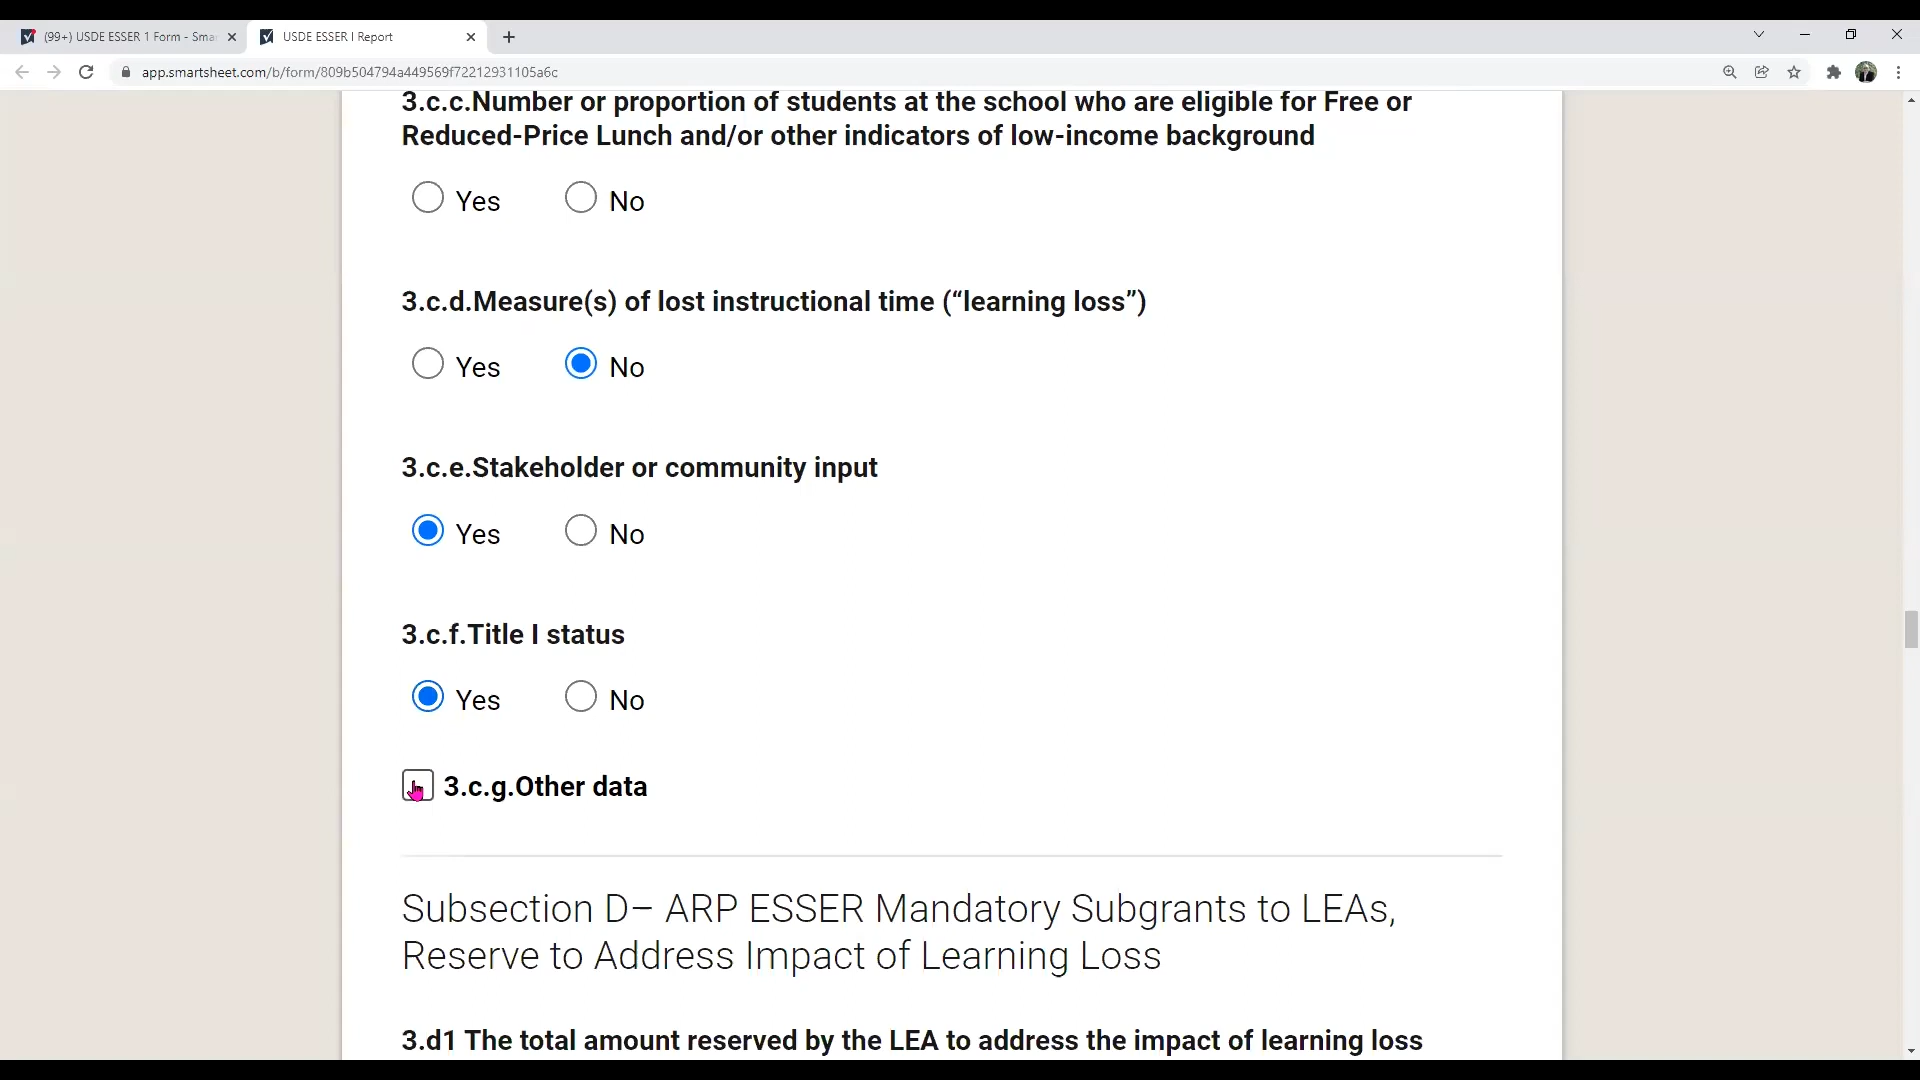 (99+) USDE ESSER 1 Form - Sma
USDE ESSER I Report
app.smartsheet.com/b/form/809b504794a449569f72212931105a6c
3.c.c.Number or proportion of students at the school who are eligible for Free or
Reduced-Price Lunch and/or other indicators of low-income background
Yes No
3.c.d.Measure(s) of lost instructional time (“learning loss”)
Yes No
3.c.e.Stakeholder or community input
Yes No
3.c.f.Title I status
Yes No
3.c.g.Other data
Subsection D– ARP ESSER Mandatory Subgrants to LEAs,
Reserve to Address Impact of Learning Loss
3.d1 The total amount reserved by the LEA to address the impact of learning loss